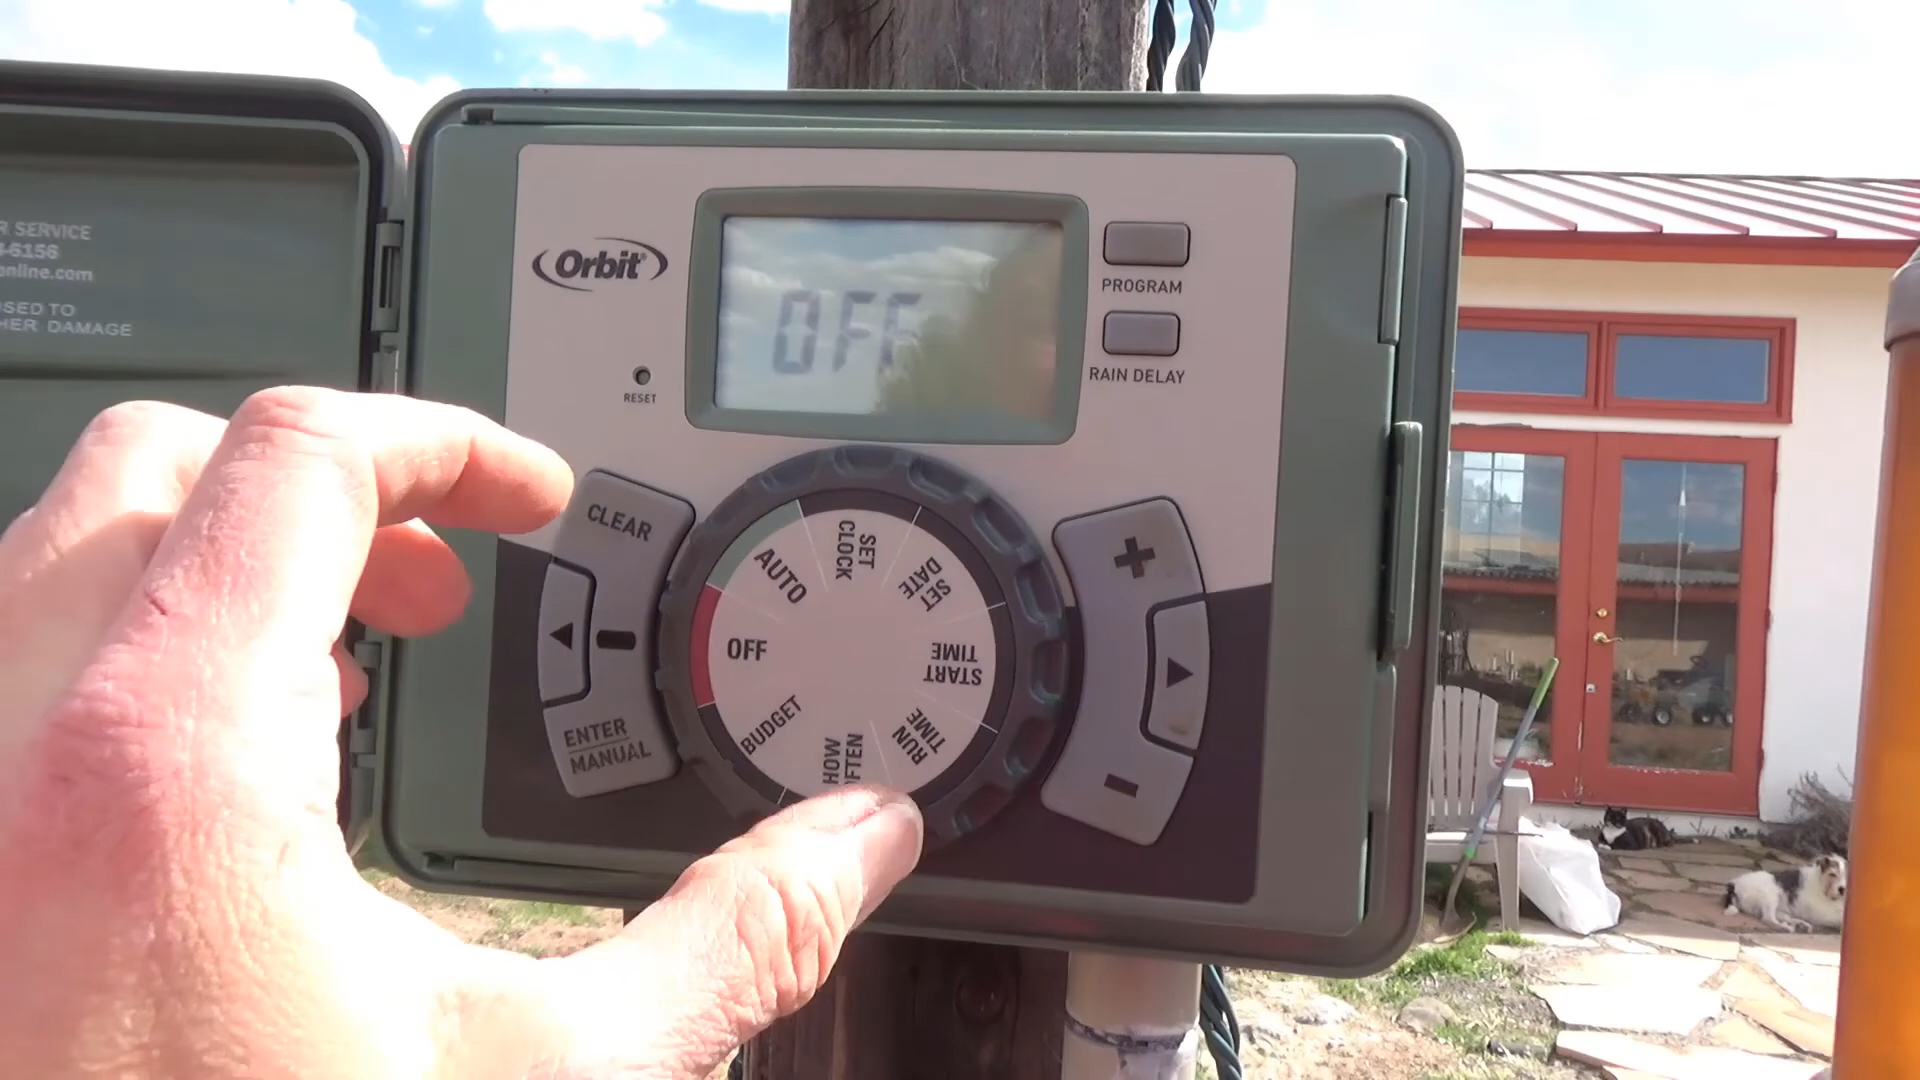 R SERVICE
-6156
online.com
SED TO
HER DAMAGE
Orbit
OFF
PROGRAM
RAIN DELAY
RESET
CLEAR
ENTER
MANUAL
AUTO
SET
CLOCK
SET
DATE
START
TIME
RUN
TIME
HOW
OFTEN
BUDGET
OFF
+
-